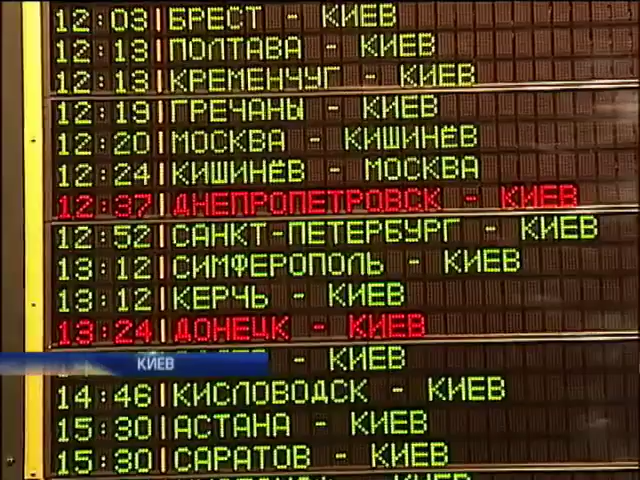 12:03 БРЕСТ - КИЕВ
12:13 ПОЛТАВА - КИЕВ
12:13 КРЕМЕНЧУГ - КИЕВ
12:19 ГРЕЧАНЫ - КИЕВ
12:20 МОСКВА - КИШИНЁВ
12:24 КИШИНЁВ - МОСКВА
12:37 ДНЕПРОПЕТРОВСК - КИЕВ
12:52 САНКТ-ПЕТЕРБУРГ - КИЕВ
13:12 СИМФЕРОПОЛЬ - КИЕВ
13:12 КЕРЧЬ - КИЕВ
13:24 ДОНЕЦК - КИЕВ
- КИЕВ
КИЕВ
14:46 КИСЛОВОДСК - КИЕВ
15:30 АСТАНА - КИЕВ
15:30 САРАТОВ - КИЕВ